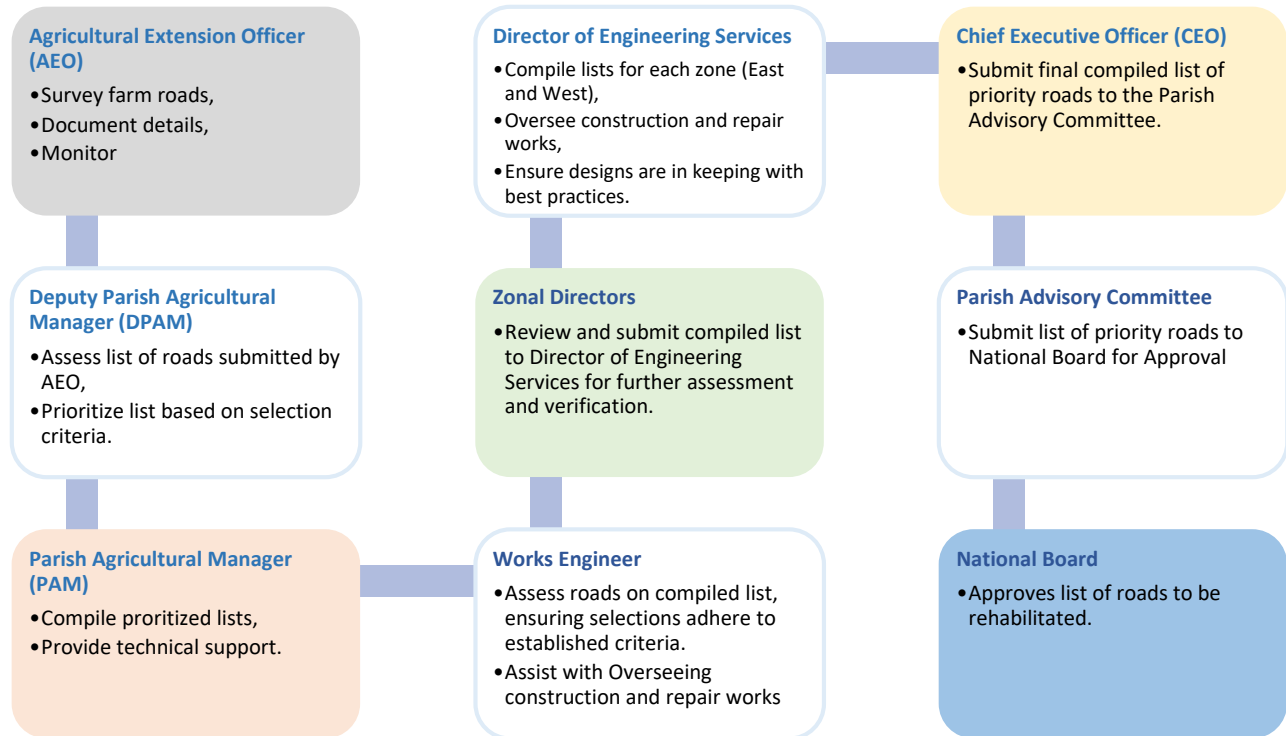 Agricultural Extension Officer
(AEO)
•Survey farm roads,
•Document details,
•Monitor
Deputy Parish Agricultural
Manager (DPAM)
•Assess list of roads submitted by
AEO,
•Prioritize list based on selection
criteria.
Parish Agricultural Manager
(PAM)
•Compile proritized lists,
•Provide technical support.
Works Engineer
•Assess roads on compiled list,
ensuring selections adhere to
established criteria.
•Assist with Overseeing
construction and repair works
Zonal Directors
•Review and submit compiled list
to Director of Engineering
Services for further assessment
and verification.
Director of Engineering Services
•Compile lists for each zone (East
and West),
•Oversee construction and repair
works,
•Ensure designs are in keeping with
best practices.
Chief Executive Officer (CEO)
•Submit final compiled list of
priority roads to the Parish
Advisory Committee.
Parish Advisory Committee
•Submit list of priority roads to
National Board for Approval
National Board
•Approves list of roads to be
rehabilitated.